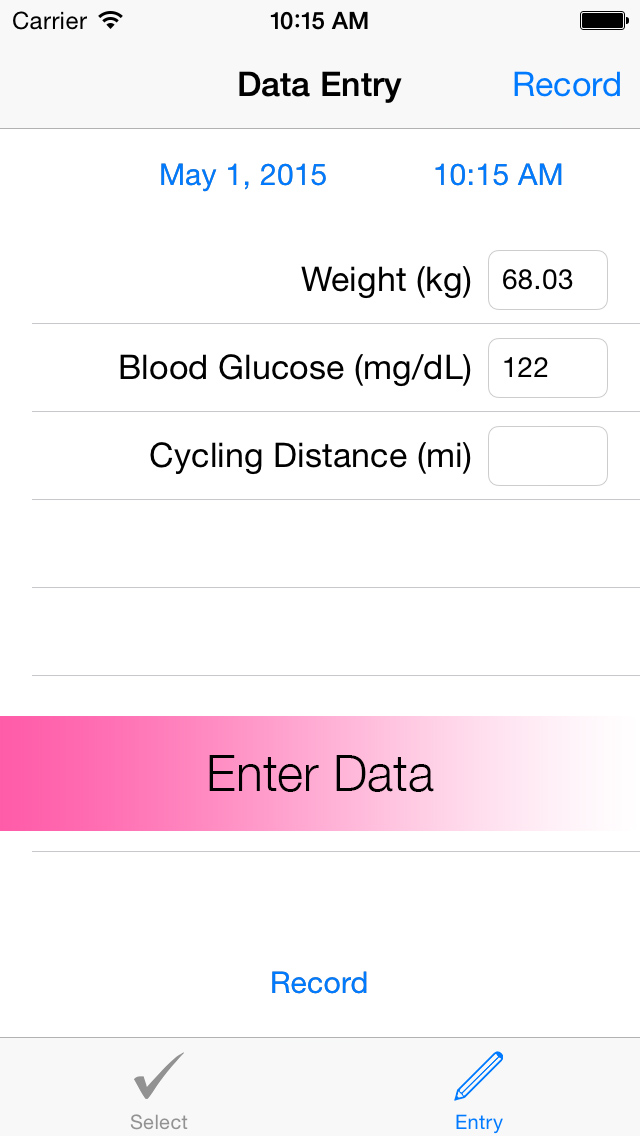 Carrier 10:15 AM
Data Entry Record
May 1, 2015 10:15 AM
Weight (kg) 68.03
Blood Glucose (mg/dL) 122
Cycling Distance (mi)
Enter Data
Record
Select Entry